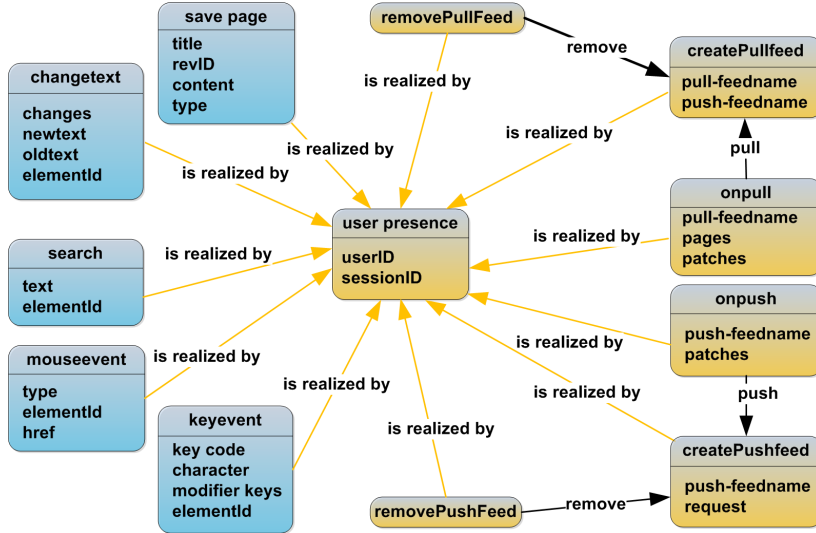 save page
title
revID
content
type
removePullFeed
remove
createPullfeed
pull-feedname
push-feedname
changetext
changes
newtext
oldtext
elementId
is realized by
is realized by
is realized by
is realized by
pull
user presence
userID
sessionID
onpull
pull-feedname
pages
patches
is realized by
search
text
elementId
is realized by
onpush
push-feedname
patches
mouseevent
type
elementId
href
is realized by
is realized by
is realized by
push
keyevent
key code
character
modifier keys
elementId
is realized by
createPushfeed
push-feedname
request
removePushFeed
remove